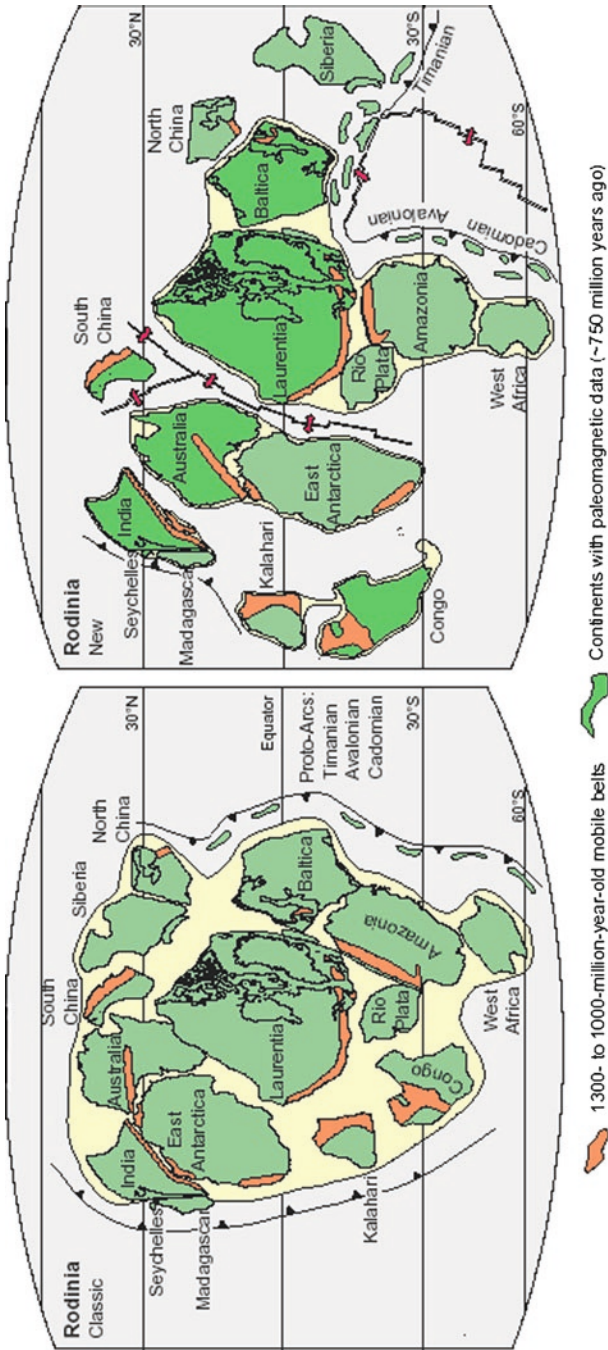 Rodinia
Classic
South
China
Siberia
North
China
30°N
Australia
India
East
Antarctica
Seychelles
Madagascar
Laurentia
Baltica
Equator
Proto-Arcs:
Timanian
Avalonian
Cadomian
Amazonia
Rio
Plata
Kalahari
Congo
West
Africa
30°S
60°S
Rodinia
New
South
China
North
China
30°N
India
Australia
Seychelles
Madagascar
East
Antarctica
Kalahari
Congo
Laurentia
Baltica
Siberia
Rio
Plata
Amazonia
West
Africa
Timanian
Avalonian
Cadomian
30°S
60°S
1300- to 1000-million-year-old mobile belts
Continents with paleomagnetic data (~750 million years ago)